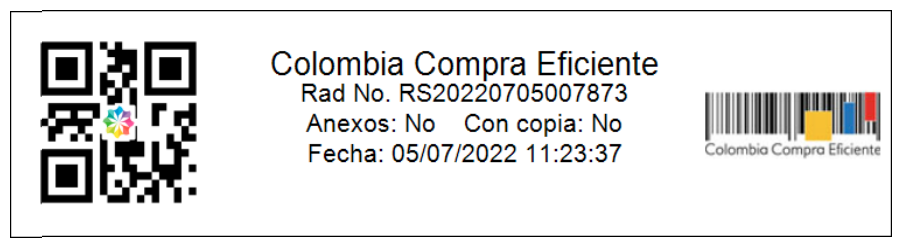 Colombia Compra Eficiente
Rad No. RS20220705007873
Anexos: No    Con copia: No
Fecha: 05/07/2022 11:23:37
Colombia Compra Eficiente